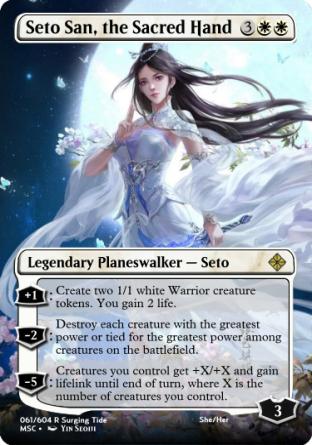 Seto San, the Sacred Hand 3
Legendary Planeswalker — Seto
+1 : Create two 1/1 white Warrior creature
tokens. You gain 2 life.
-2 : Destroy each creature with the greatest
power or tied for the greatest power among
creatures on the battlefield.
-5 : Creatures you control get +X/+X and gain
lifelink until end of turn, where X is the
number of creatures you control.
3
061/604 R Surging Tide
She/Her
MSC •